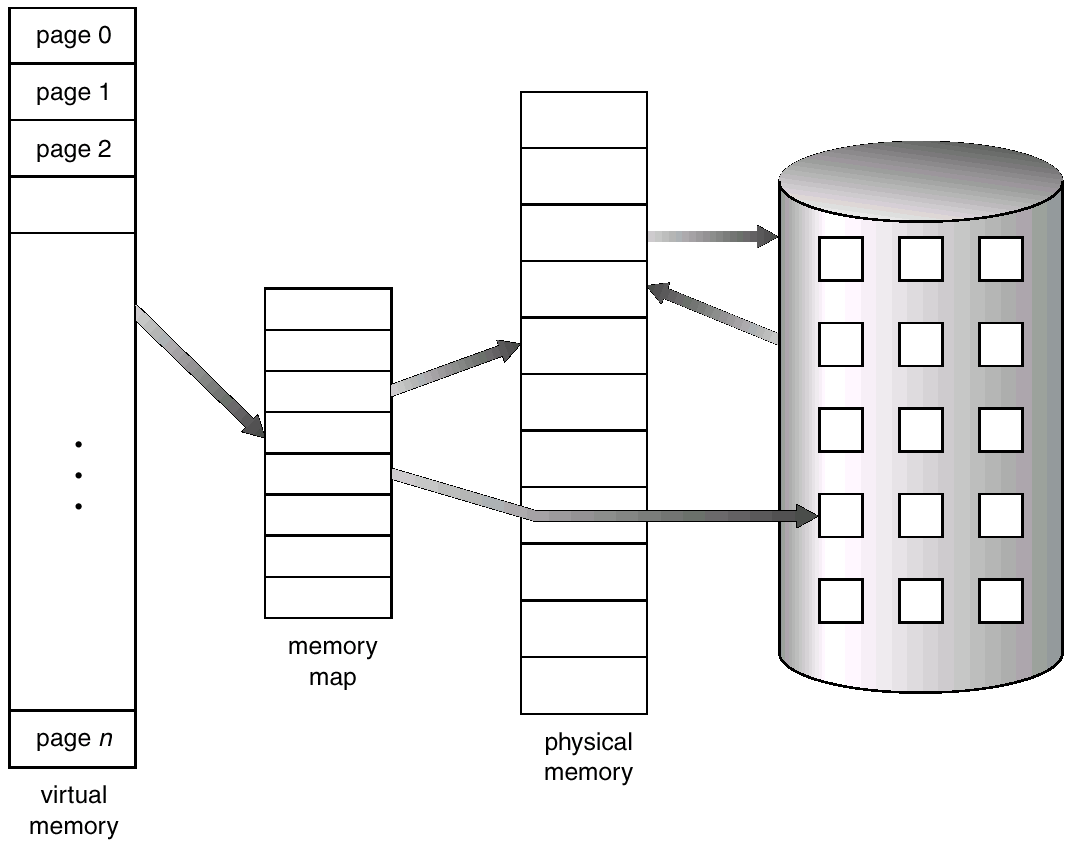 page 0
page 1
page 2
page n
virtual
memory
memory
map
physical
memory